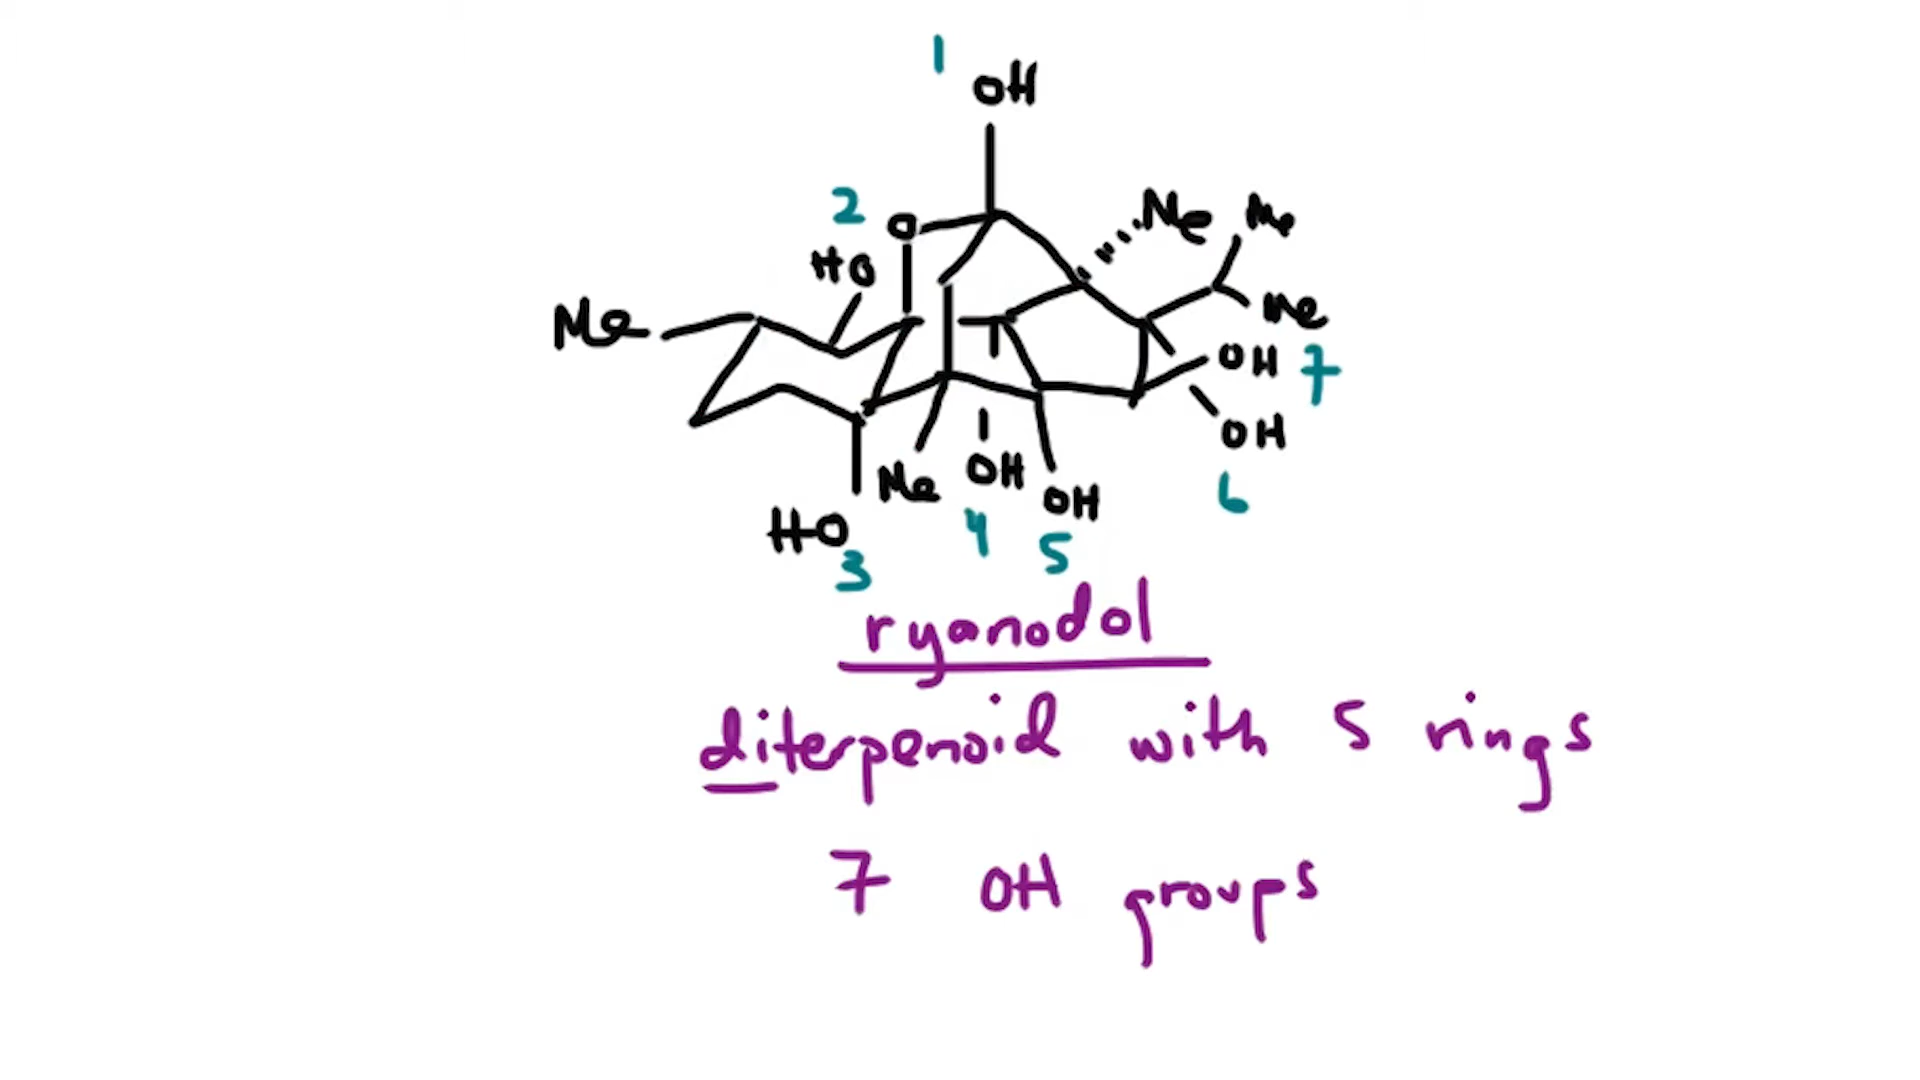 1
OH
2
O
HO
Me
Me
Me
Me
OH 7
OH
6
Me
OH
OH
HO
3
4
5
ryanodol
diterpenoid with 5 rings
7 OH groups